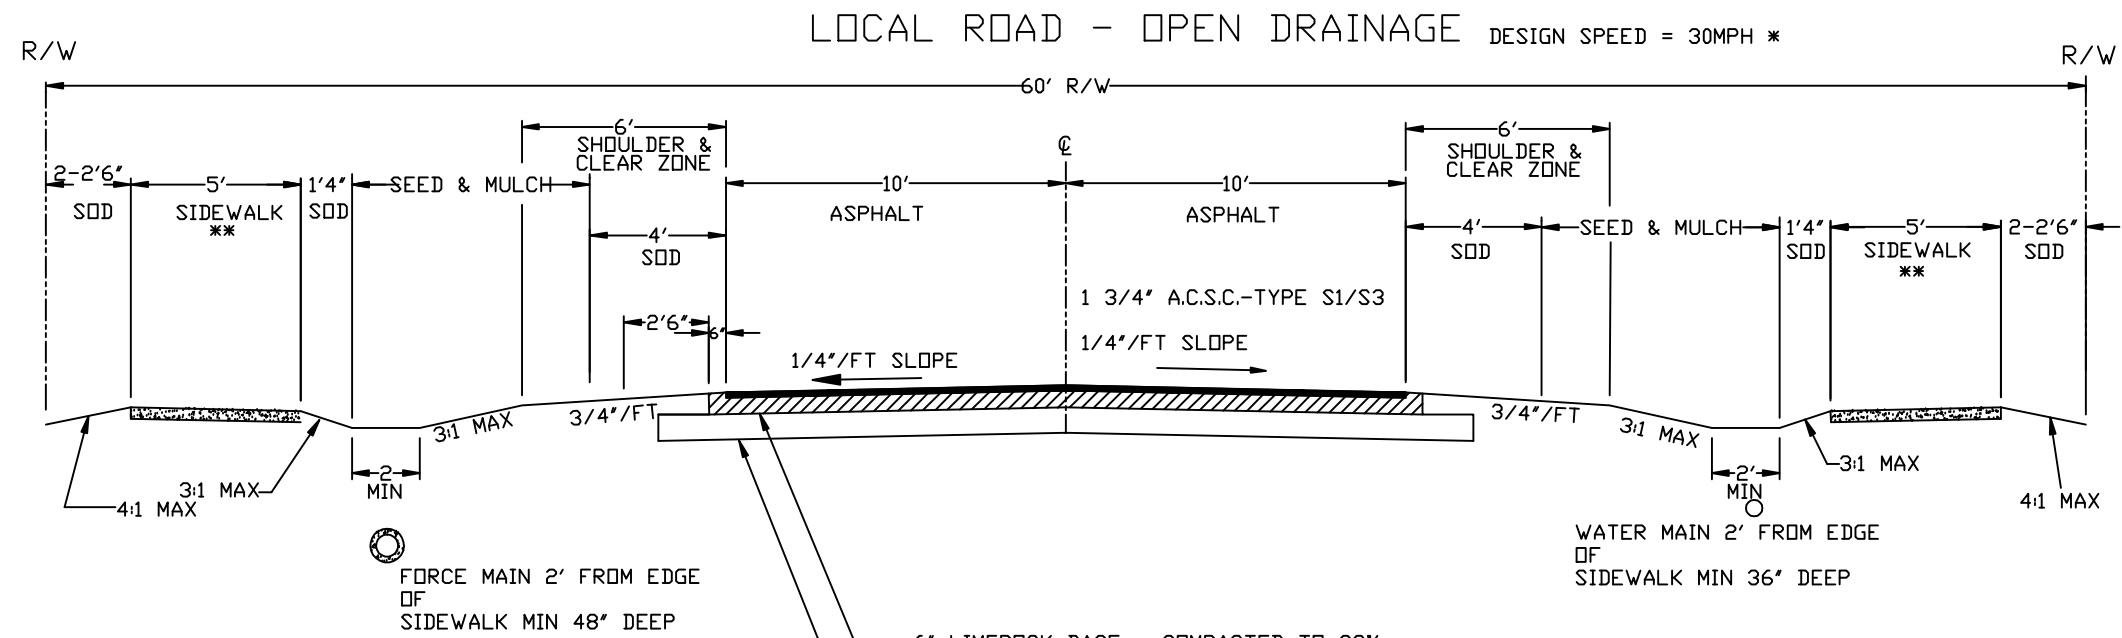 LOCAL ROAD - OPEN DRAINAGE DESIGN SPEED = 30MPH *
R/W
R/W
60' R/W
6'
SHOULDER &
CLEAR ZONE
℄
6'
SHOULDER &
CLEAR ZONE
2-2'6"
SOD
5'
SIDEWALK
**
1'4"
SOD
SEED & MULCH
4'
SOD
10'
ASPHALT
10'
ASPHALT
4'
SOD
SEED & MULCH
1'4"
SOD
5'
SIDEWALK
**
2-2'6"
SOD
2'6"
6"
1 3/4" A.C.S.C.-TYPE S1/S3
1/4"/FT SLOPE
1/4"/FT SLOPE
3:1 MAX
3/4"/FT
3/4"/FT
3:1 MAX
4:1 MAX
3:1 MAX
2
MIN
2'
MIN
3:1 MAX
4:1 MAX
FORCE MAIN 2' FROM EDGE
OF
SIDEWALK MIN 48" DEEP
WATER MAIN 2' FROM EDGE
OF
SIDEWALK MIN 36" DEEP
6" LIMEROCK BASE COMPACTED TO